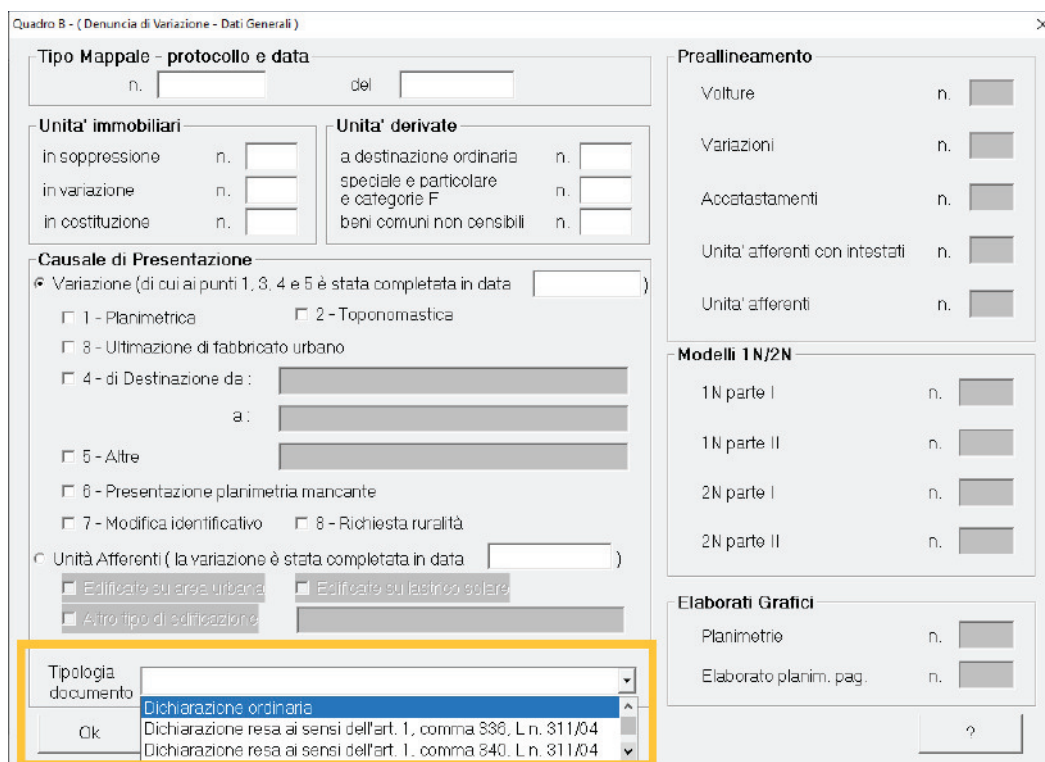 Quadro B - ( Denuncia di Variazione - Dati Generali )
Tipo Mappale - protocollo e data
n. del
Unita' immobiliari
in soppressione n.
in variazione n.
in costituzione n.
Unita' derivate
a destinazione ordinaria n.
speciale e particolare
e categorie F n.
beni comuni non censibili n.
Causale di Presentazione
Variazione (di cui ai punti 1, 3, 4 e 5 è stata completata in data )
1 - Planimetrica 2 - Toponomastica
3 - Ultimazione di fabbricato urbano
4 - di Destinazione da :
a :
5 - Altre
6 - Presentazione planimetria mancante
7 - Modifica identificativo 8 - Richiesta ruralità
Unità Afferenti ( la variazione è stata completata in data )
Edificate su area urbana Edificate su lastrico solare
Altro tipo di edificazione
Tipologia
documento
Dichiarazione ordinaria
Dichiarazione resa ai sensi dell'art. 1, comma 336, L.n. 311/04
Dichiarazione resa ai sensi dell'art. 1, comma 340, L.n. 311/04
Ok
Preallineamento
Volture n.
Variazioni n.
Accatastamenti n.
Unita' afferenti con intestati n.
Unita' afferenti n.
Modelli 1N/2N
1N parte I n.
1N parte II n.
2N parte I n.
2N parte II n.
Elaborati Grafici
Planimetrie n.
Elaborato planim. pag. n.
?